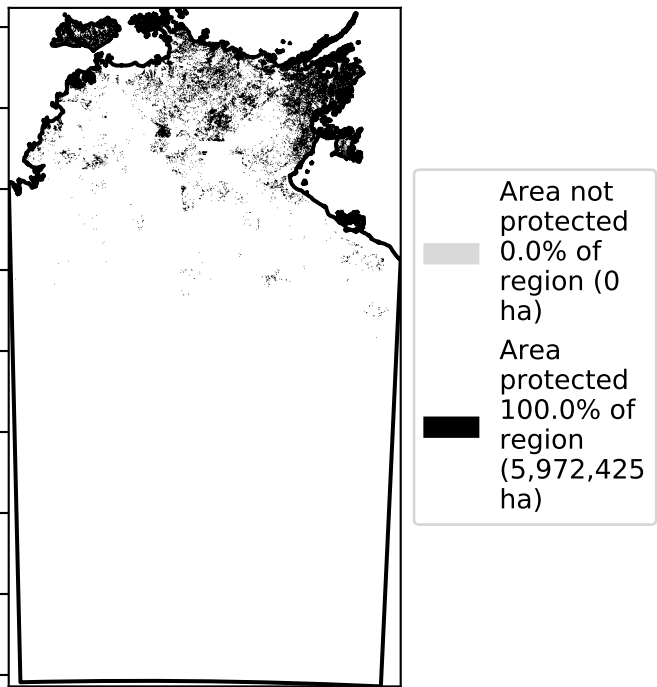 Area not
protected
0.0% of
region (0
ha)
Area
protected
100.0% of
region
(5,972,425
ha)